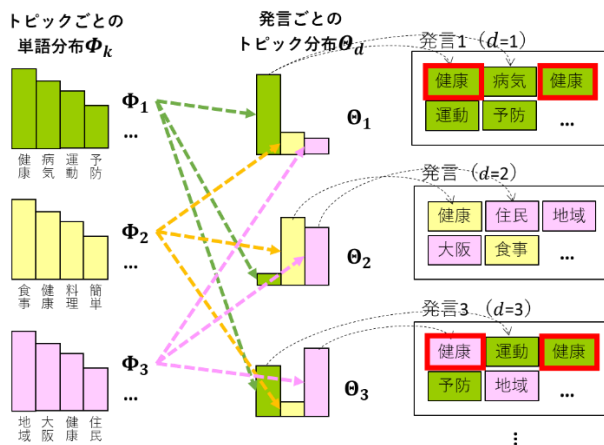 トピックごとの
単語分布Φk
発言ごとの
トピック分布Θd
Φ1
...
健康 病気 運動 予防
Φ2
...
食事 健康 料理 簡単
Φ3
...
地域 大阪 健康 住民
Θ1
Θ2
Θ3
発言1 (d=1)
健康 病気 健康
運動 予防 ...
発言 (d=2)
健康 住民 地域
大阪 食事 ...
発言3 (d=3)
健康 運動 健康
予防 地域 ...
...